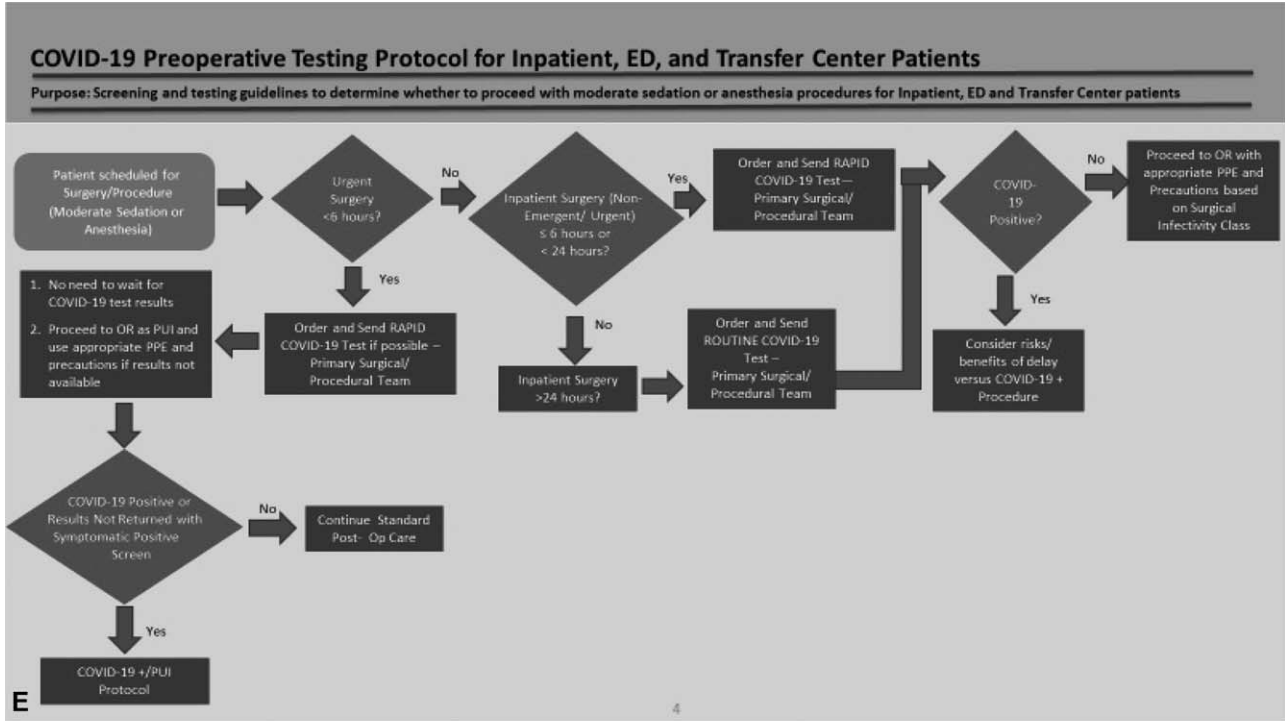 COVID-19 Preoperative Testing Protocol for Inpatient, ED, and Transfer Center Patients
Purpose: Screening and testing guidelines to determine whether to proceed with moderate sedation or anesthesia procedures for Inpatient, ED and Transfer Center patients
Patient scheduled for
Surgery/Procedure
(Moderate Sedation or
Anesthesia)
Urgent
Surgery
<6 hours?
No
Inpatient Surgery (Non-
Emergent/ Urgent)
≤ 6 hours or
< 24 hours?
Yes
Order and Send RAPID
COVID-19 Test—
Primary Surgical/
Procedural Team
COVID-
19
Positive?
No
Proceed to OR with
appropriate PPE and
Precautions based
on Surgical
Infectivity Class
Yes
Order and Send RAPID
COVID-19 Test if possible –
Primary Surgical/
Procedural Team
1. No need to wait for
COVID-19 test results
2. Proceed to OR as PUI and
use appropriate PPE and
precautions if results not
available
No
Inpatient Surgery
>24 hours?
Order and Send
ROUTINE COVID-19
Test –
Primary Surgical/
Procedural Team
Yes
Consider risks/
benefits of delay
versus COVID-19 +
Procedure
COVID-19 Positive or
Results Not Returned with
Symptomatic Positive
Screen
No
Continue Standard
Post- Op Care
Yes
COVID-19 +/PUI
Protocol
E
4